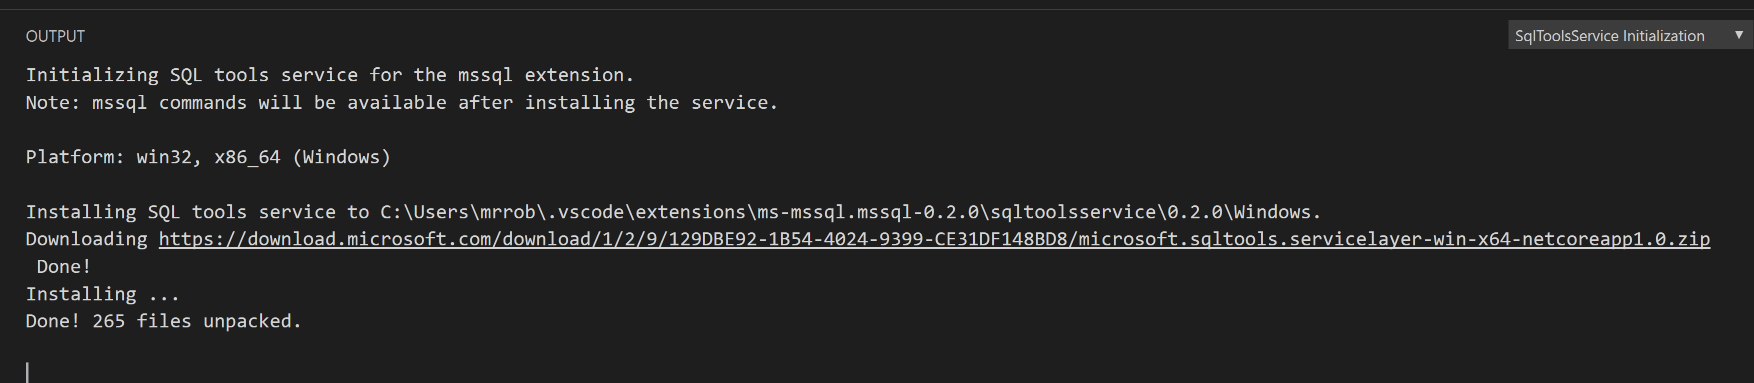 OUTPUT
SqlToolsService Initialization
Initializing SQL tools service for the mssql extension.
Note: mssql commands will be available after installing the service.
Platform: win32, x86_64 (Windows)
Installing SQL tools service to C:\Users\mrrob\.vscode\extensions\ms-mssql.mssql-0.2.0\sqltoolsservice\0.2.0\Windows.
Downloading https://download.microsoft.com/download/1/2/9/129DBE92-1B54-4024-9399-CE31DF148BD8/microsoft.sqltools.servicelayer-win-x64-netcoreapp1.0.zip
Done!
Installing ...
Done! 265 files unpacked.